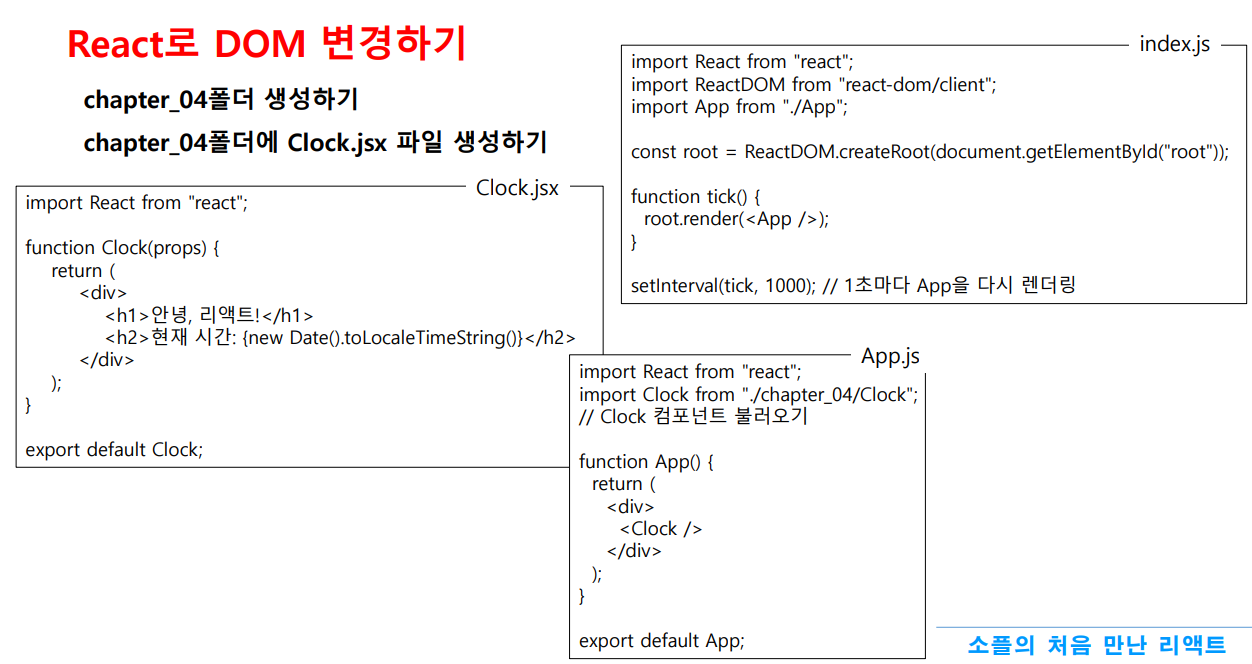 React로 DOM 변경하기
chapter_04폴더 생성하기
chapter_04폴더에 Clock.jsx 파일 생성하기
Clock.jsx
import React from "react";
function Clock(props) {
return (
<div>
<h1>안녕, 리액트!</h1>
<h2>현재 시간: {new Date().toLocaleTimeString()}</h2>
</div>
);
}
export default Clock;
index.js
import React from "react";
import ReactDOM from "react-dom/client";
import App from "./App";
const root = ReactDOM.createRoot(document.getElementById("root"));
function tick() {
root.render(<App />);
}
setInterval(tick, 1000); // 1초마다 App을 다시 렌더링
App.js
import React from "react";
import Clock from "./chapter_04/Clock";
// Clock 컴포넌트 불러오기
function App() {
return (
<div>
<Clock />
</div>
);
}
export default App;
소플의 처음 만난 리액트